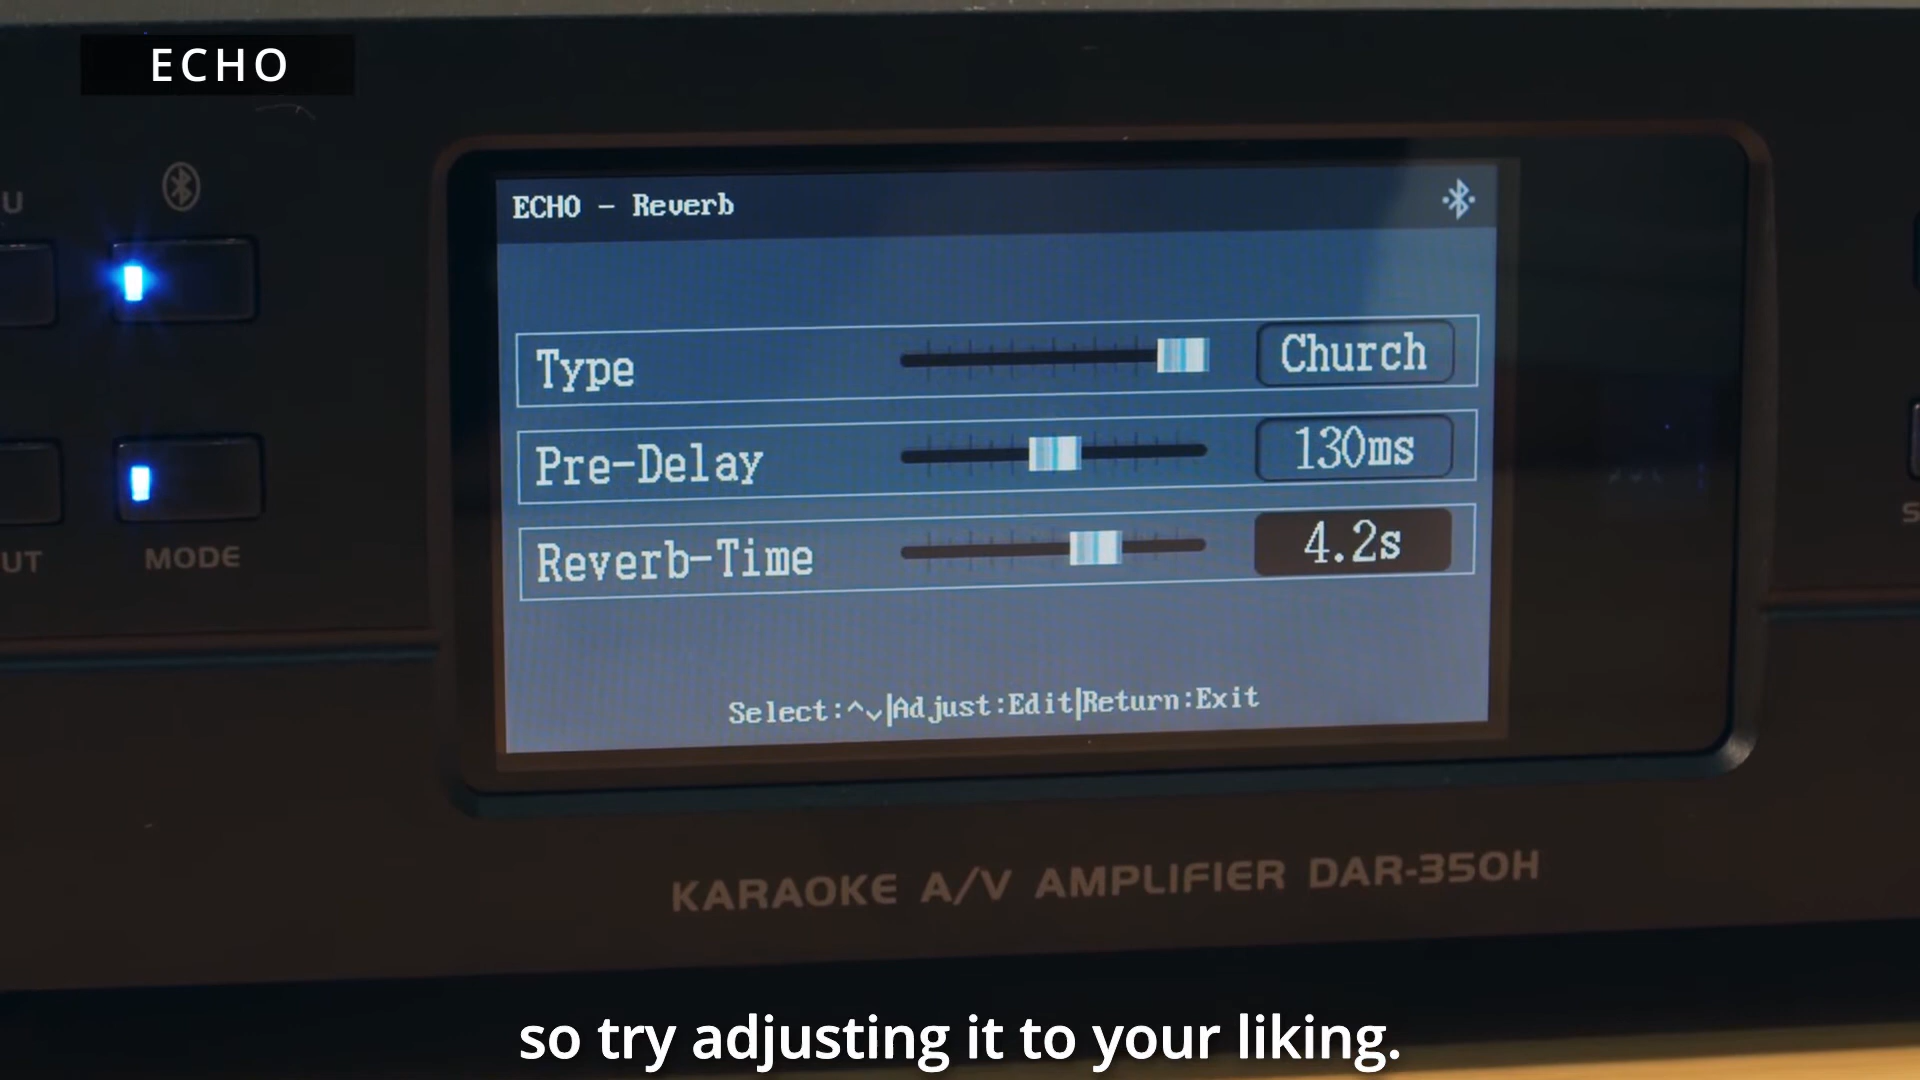 ECHO
U
ECHO - Reverb
Type
Church
Pre-Delay
130ms
Reverb-Time
4.2s
UT
MODE
S
Select:^⌄|Adjust:Edit|Return:Exit
KARAOKE A/V AMPLIFIER DAR-350H
so try adjusting it to your liking.